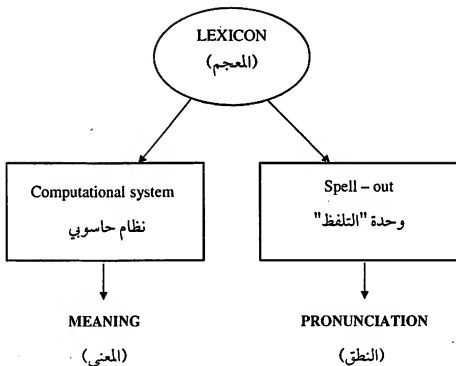 LEXICON
(المعجم)
Computational system
نظام حاسوبي
Spell – out
وحدة "التلفظ"
MEANING
(المعنى)
PRONUNCIATION
(النطق)